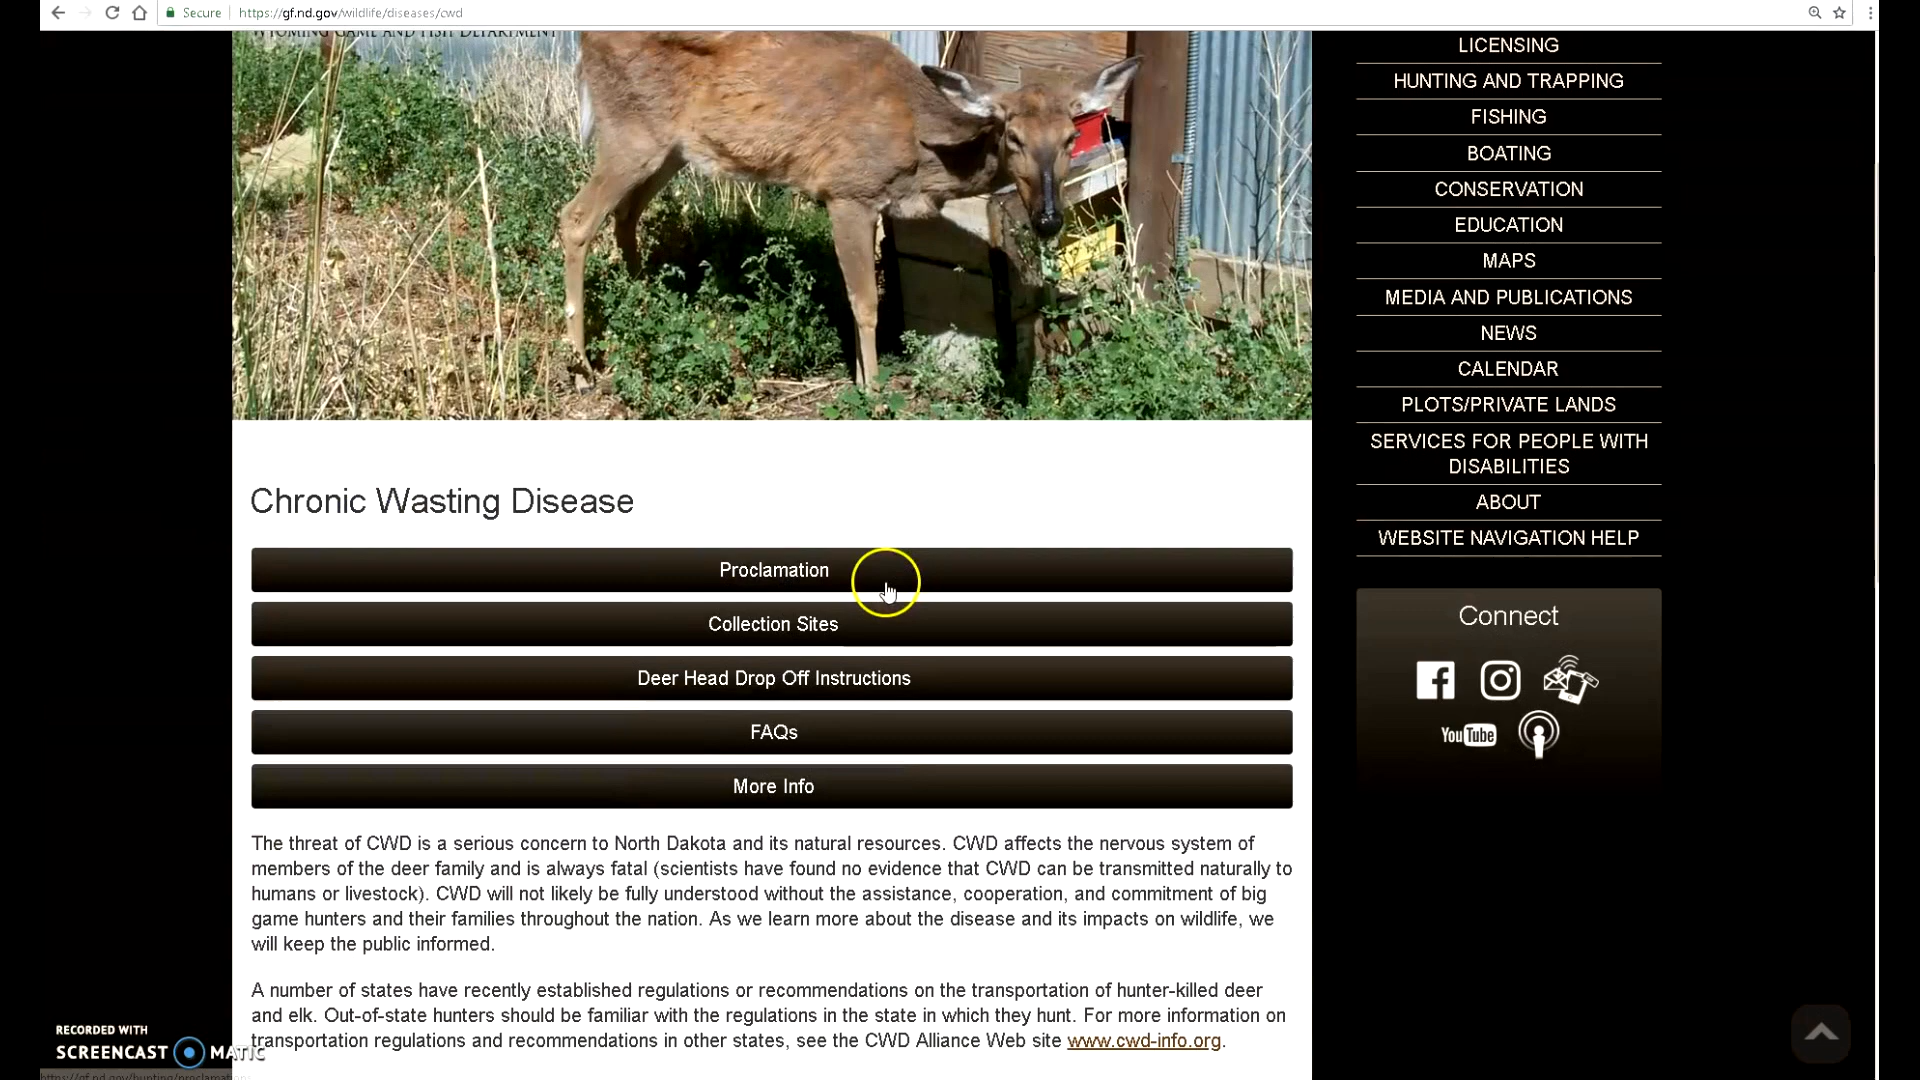 Secure
https://gf.nd.gov/wildlife/diseases/cwd
WYOMING GAME AND FISH DEPARTMENT
LICENSING
HUNTING AND TRAPPING
FISHING
BOATING
CONSERVATION
EDUCATION
MAPS
MEDIA AND PUBLICATIONS
NEWS
CALENDAR
PLOTS/PRIVATE LANDS
SERVICES FOR PEOPLE WITH
DISABILITIES
ABOUT
WEBSITE NAVIGATION HELP
Connect
YouTube
Chronic Wasting Disease
Proclamation
Collection Sites
Deer Head Drop Off Instructions
FAQs
More Info
The threat of CWD is a serious concern to North Dakota and its natural resources. CWD affects the nervous system of
members of the deer family and is always fatal (scientists have found no evidence that CWD can be transmitted naturally to
humans or livestock). CWD will not likely be fully understood without the assistance, cooperation, and commitment of big
game hunters and their families throughout the nation. As we learn more about the disease and its impacts on wildlife, we
will keep the public informed.
A number of states have recently established regulations or recommendations on the transportation of hunter-killed deer
and elk. Out-of-state hunters should be familiar with the regulations in the state in which they hunt. For more information on
transportation regulations and recommendations in other states, see the CWD Alliance Web site www.cwd-info.org.
RECORDED WITH
SCREENCAST MATIC